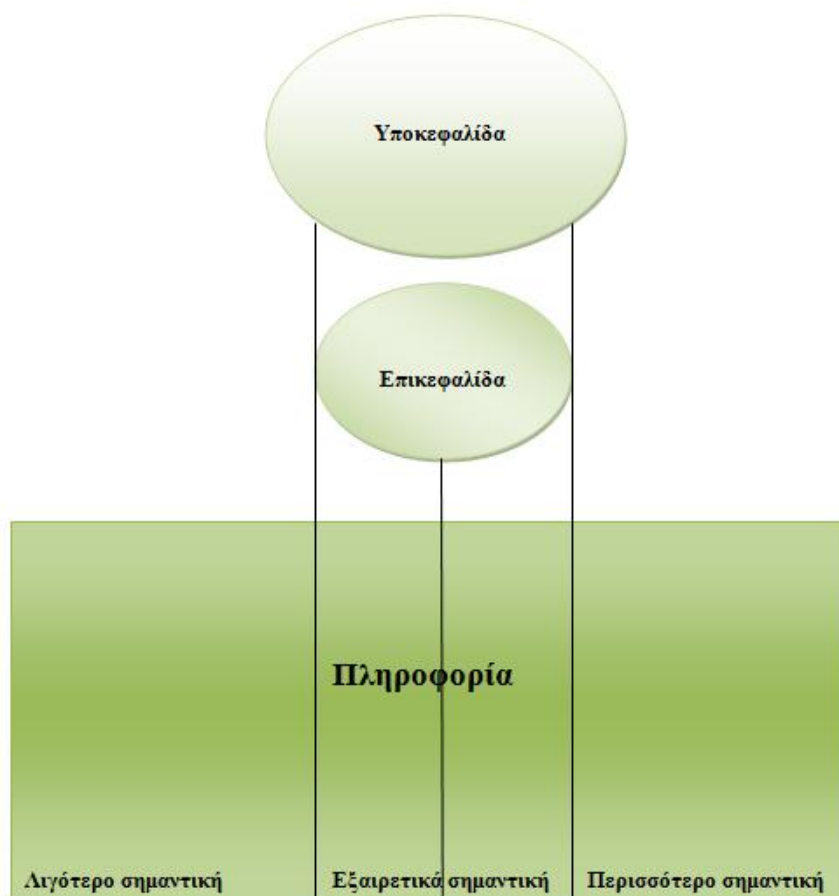 Υποκεφαλίδα
Επικεφαλίδα
Πληροφορία
Λιγότερο σημαντική
Εξαιρετικά σημαντική
Περισσότερο σημαντική